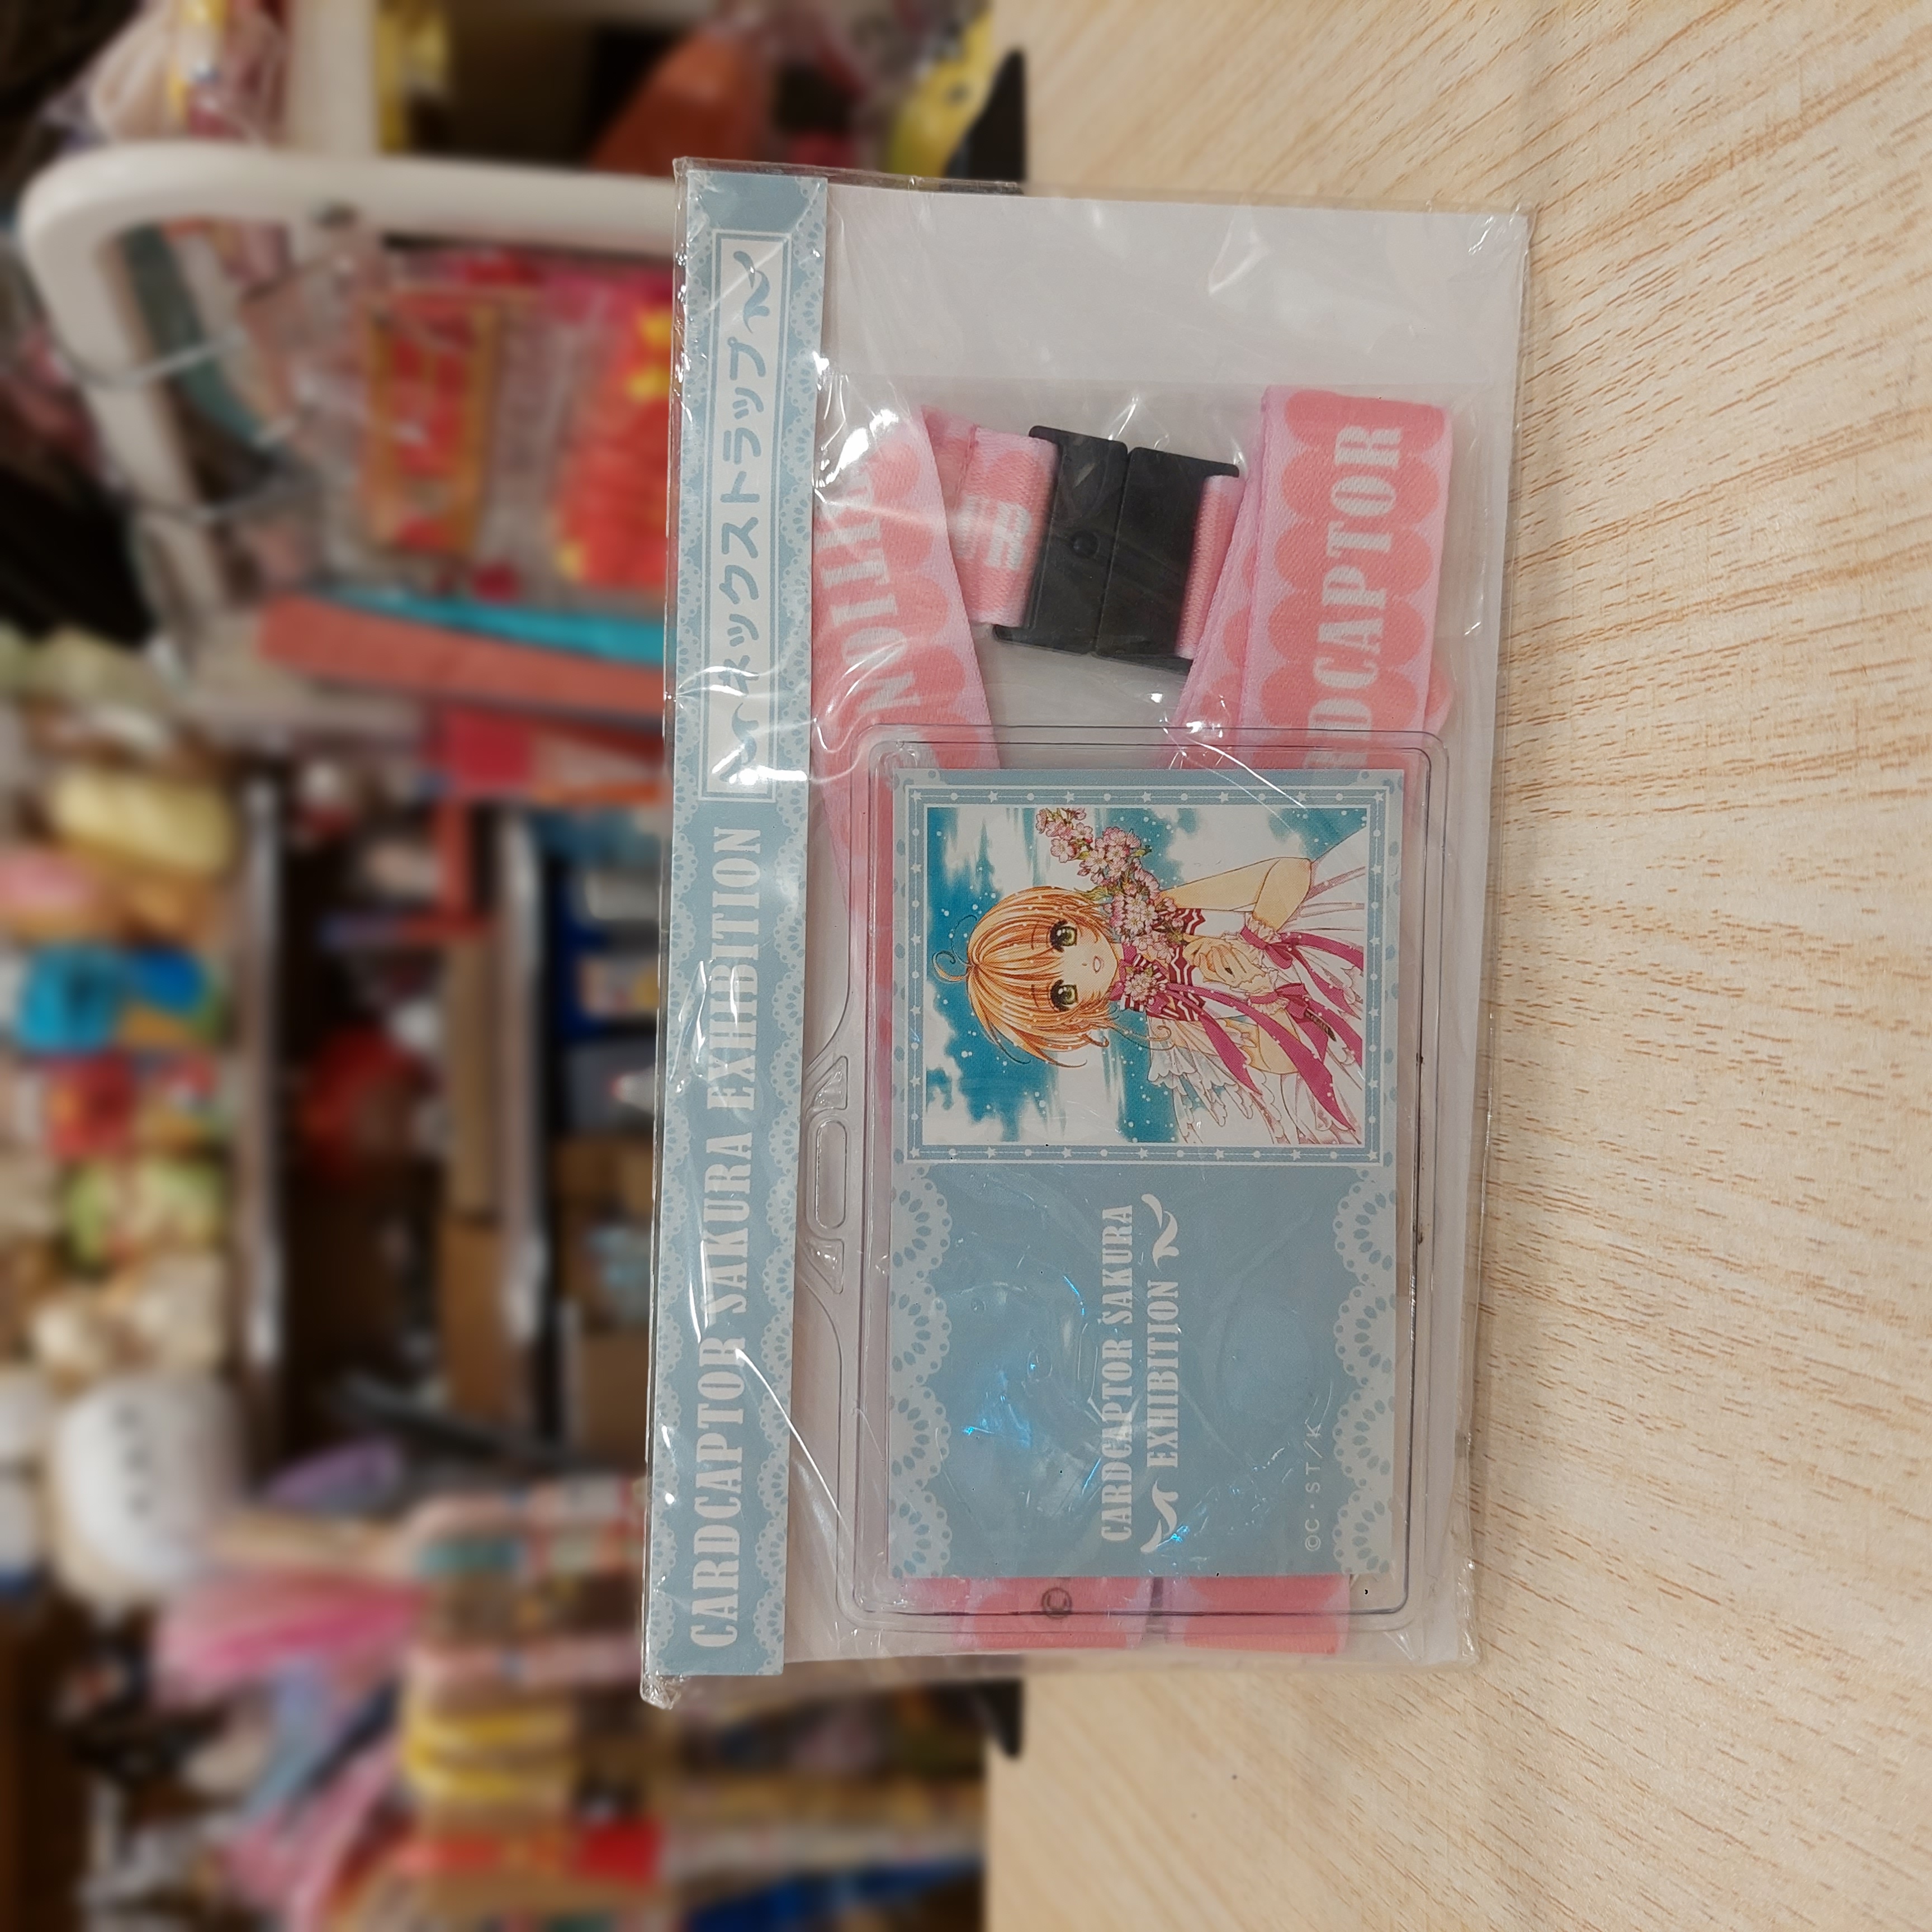 CARDCAPTOR SAKURA EXHIBITION
ネックストラップ
CARDCAPTOR
CARDCAPTOR SAKURA
EXHIBITION
©C・ST/K